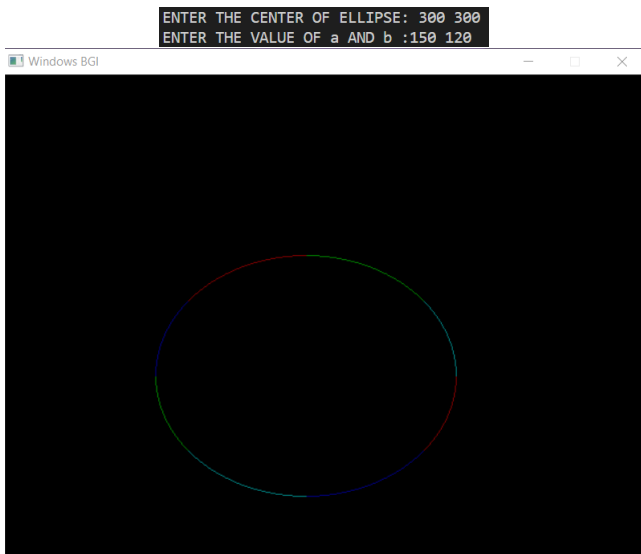 ENTER THE CENTER OF ELLIPSE: 300 300
ENTER THE VALUE OF a AND b :150 120
Windows BGI